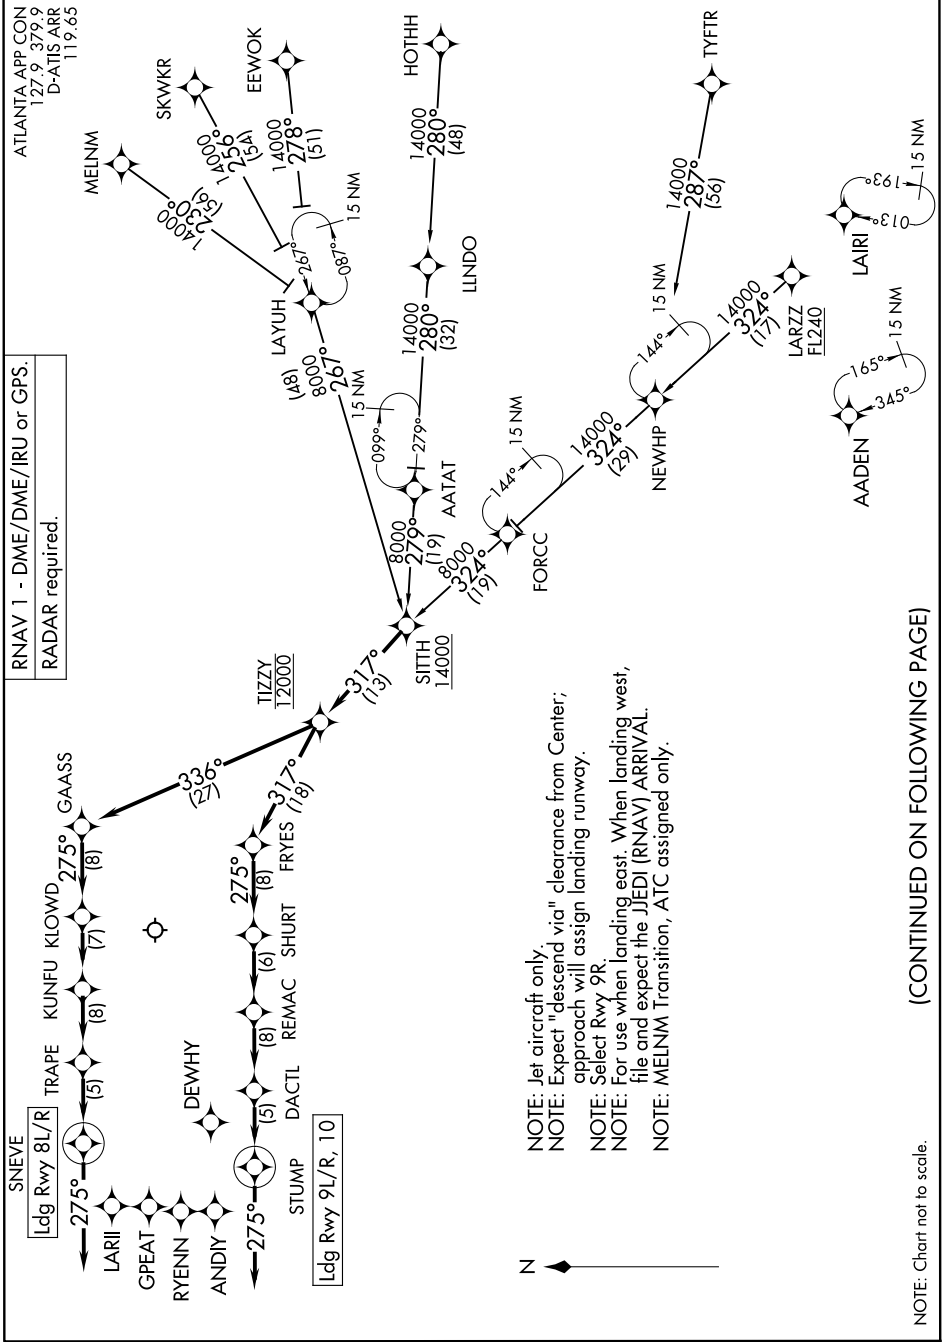 ATLANTA APP CON
127.9 379.9
D-ATIS ARR
119.65
RNAV 1 - DME/DME/IRU or GPS.
RADAR required.
SNEVE
Ldg Rwy 8L/R
275°
TRAPE
(5)
KUNFU
(8)
KLOWD
(7)
275°
(8)
GAASS
336°
(27)
TIZZY
12000
LARII
GPEAT
RYENN
ANDIY
DEWHY
275°
STUMP
Ldg Rwy 9L/R, 10
(5)
DACTL
(8)
REMAC
(6)
SHURT
275°
(8)
FRYES
317°
(18)
317°
(13)
SITTH
14000
MELNM
14000
230°
(56)
SKWKR
14000
256°
(54)
EEWOK
14000
278°
(51)
LAYUH
267°
087°
15 NM
(48)
8000
267°
HOTHH
14000
280°
(48)
LLNDO
14000
280°
(32)
15 NM
099°
279°
AATAT
8000
279°
(19)
TYFTR
14000
287°
(56)
8000
324°
(19)
FORCC
144°
15 NM
14000
324°
(29)
NEWHP
144°
15 NM
14000
324°
(17)
LARZZ
FL240
LAIRI
193°
013°
15 NM
AADEN
165°
345°
15 NM
NOTE: Jet aircraft only.
NOTE: Expect "descend via" clearance from Center;
approach will assign landing runway.
NOTE: Select Rwy 9R.
NOTE: For use when landing east. When landing west,
file and expect the JJEDI (RNAV) ARRIVAL.
NOTE: MELNM Transition, ATC assigned only.
N
(CONTINUED ON FOLLOWING PAGE)
NOTE: Chart not to scale.